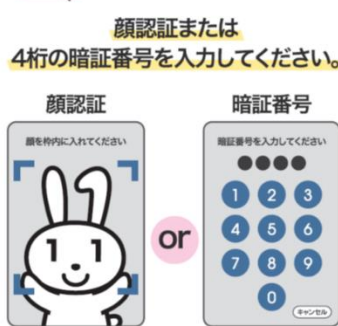 顔認証または
4桁の暗証番号を入力してください。
顔認証
暗証番号
顔を枠内に入れてください
暗証番号を入力してください
or
1 2 3
4 5 6
7 8 9
0
キャンセル